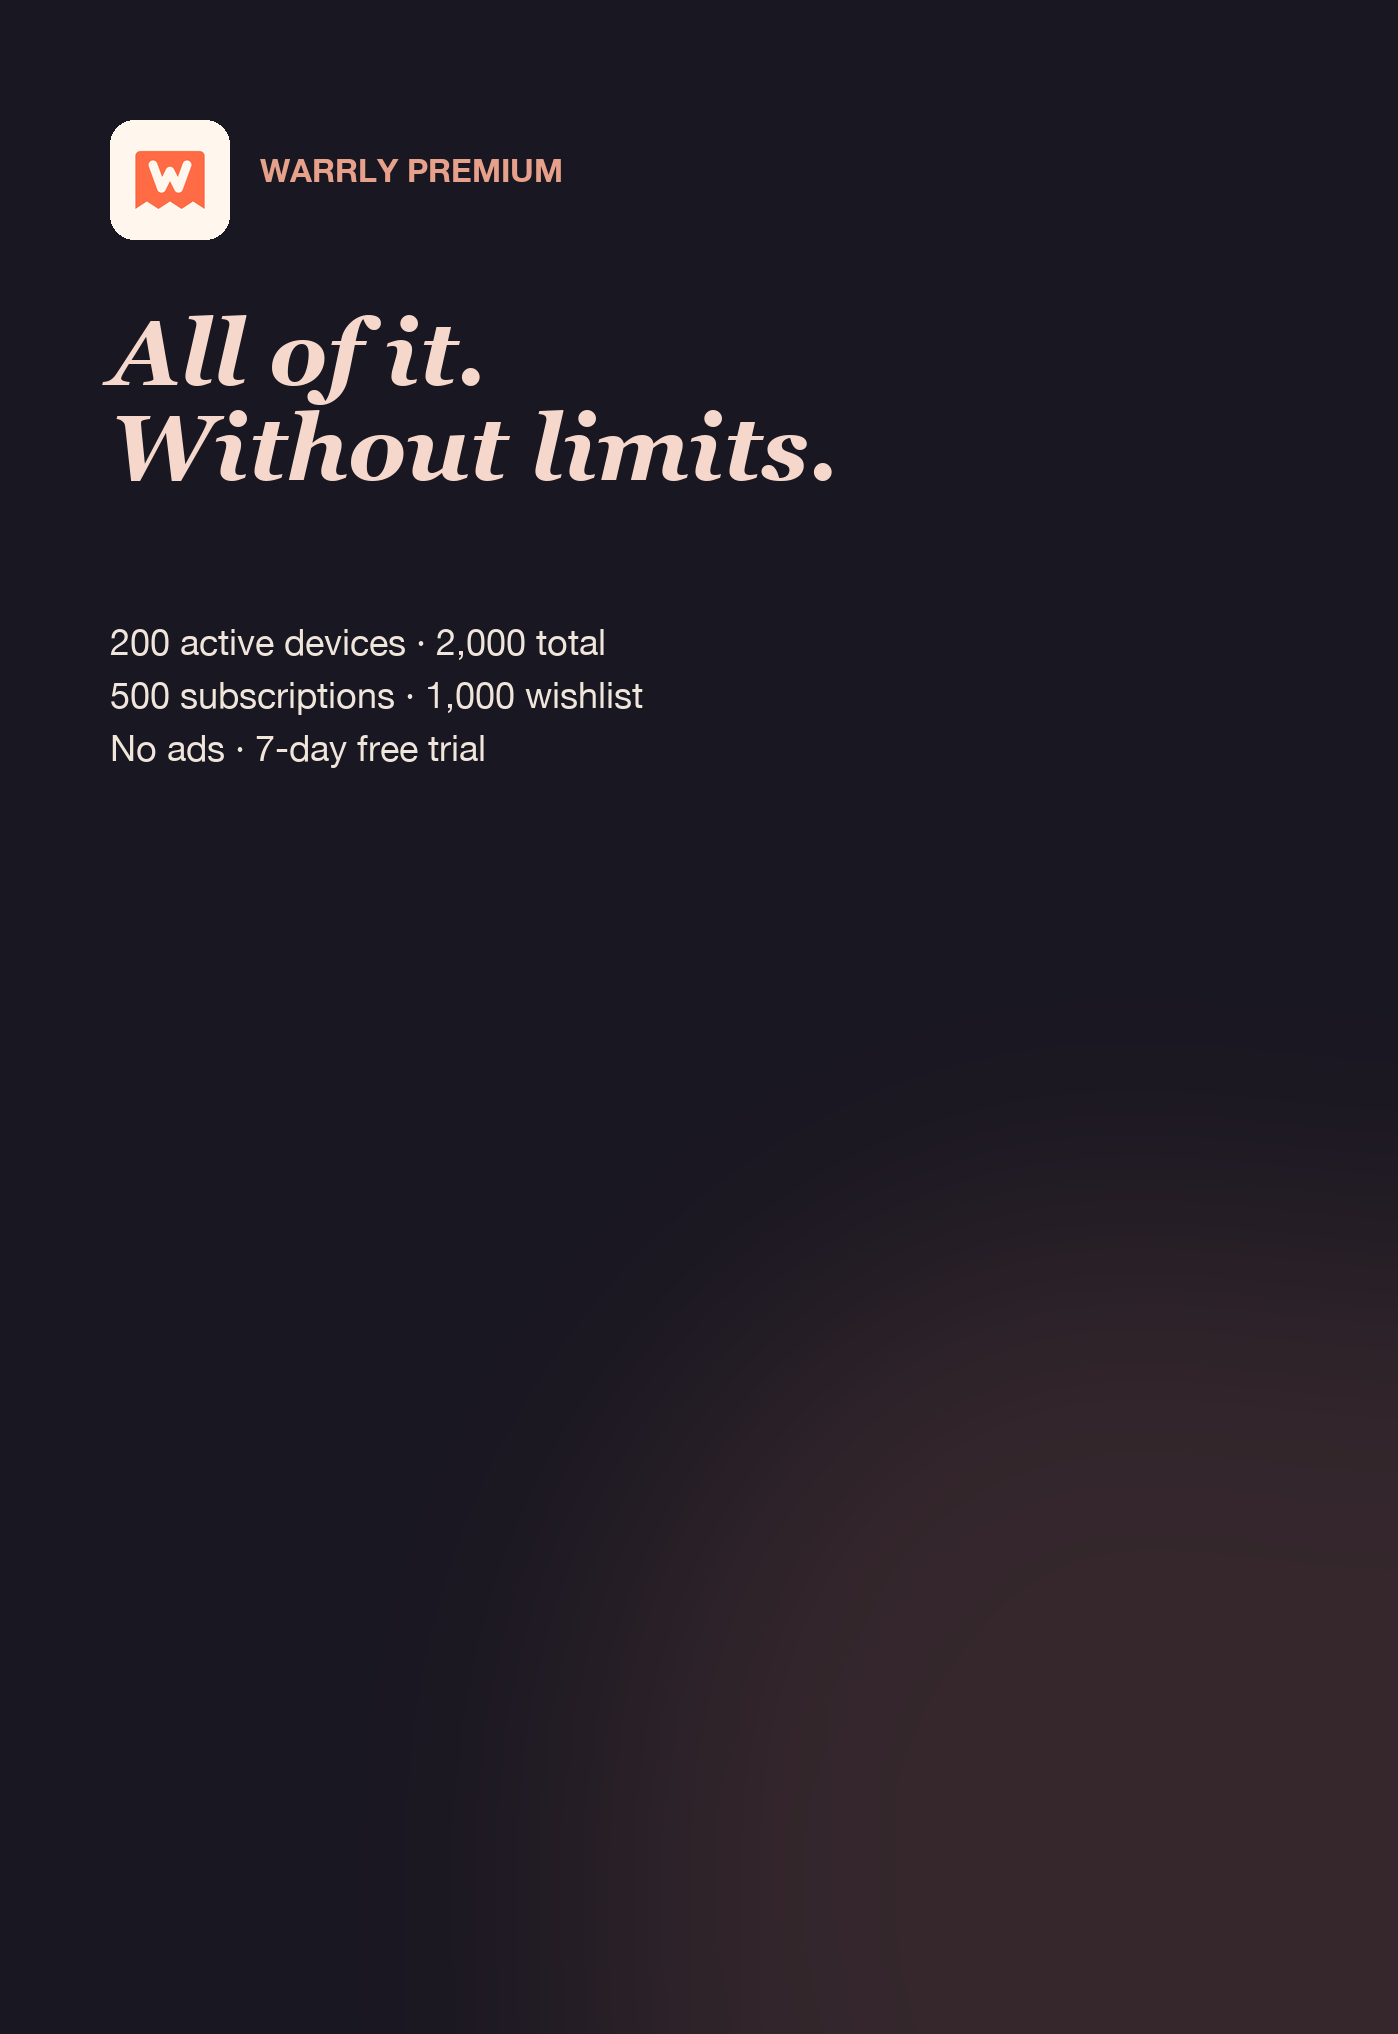 W
WARRLY PREMIUM
All of it.
Without limits.
200 active devices · 2,000 total
500 subscriptions · 1,000 wishlist
No ads · 7-day free trial